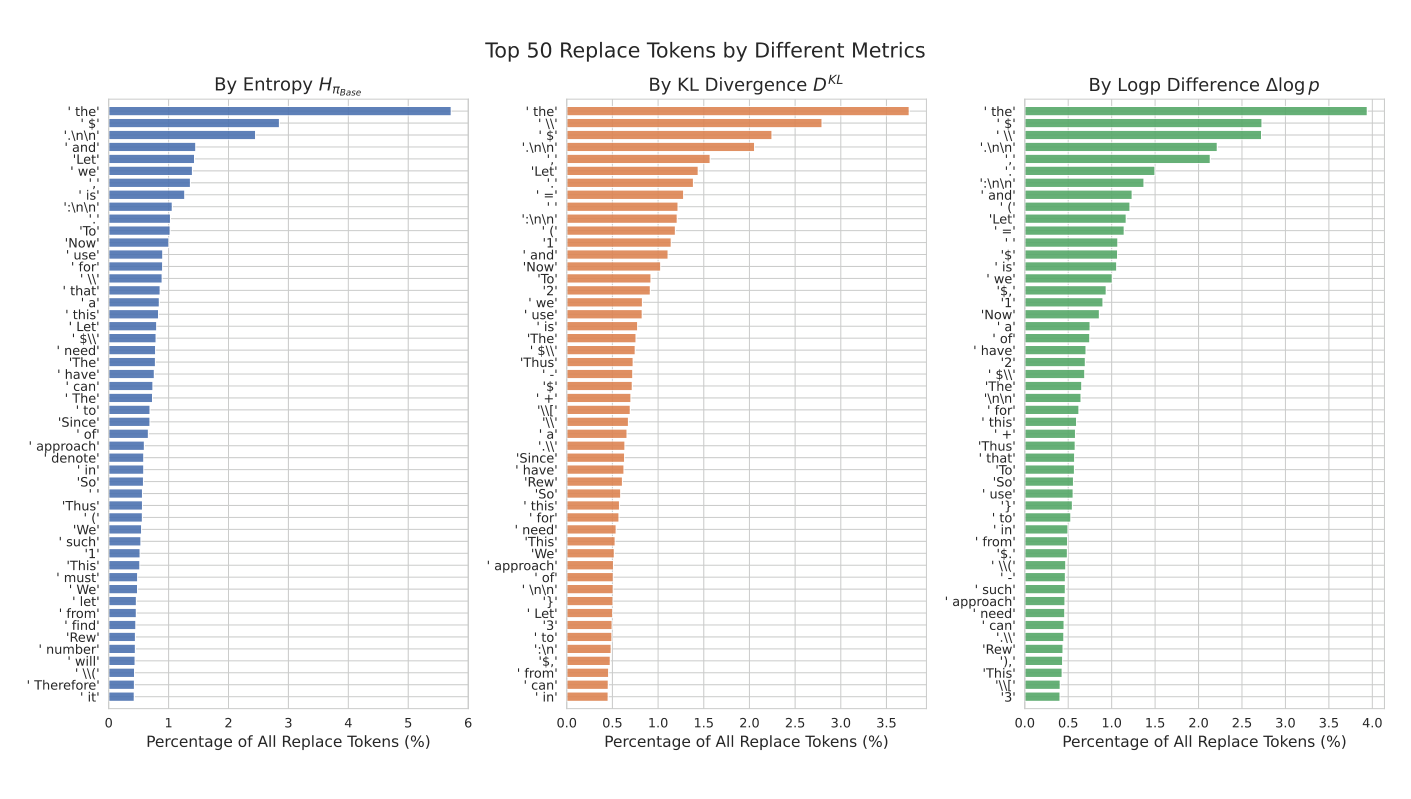 Top 50 Replace Tokens by Different Metrics
By Entropy H_{π_{Base}}
' the'
' $'
'.\n\n'
' and'
'Let'
' we'
','
' is'
':\n\n'
'.'
'To'
'Now'
' use'
' for'
' \\'
' that'
' a'
' this'
' Let'
' $\\'
' need'
'The'
' have'
' can'
' The'
' to'
'Since'
' of'
' approach'
' denote'
' in'
'So'
' '
'Thus'
' ('
'We'
' such'
'1'
'This'
' must'
' We'
' let'
' from'
' find'
'Rew'
' number'
' will'
' \\('
' Therefore'
' it'
0 1 2 3 4 5 6
Percentage of All Replace Tokens (%)
By KL Divergence D^{KL}
' the'
' \\'
' $'
'.\n\n'
','
'Let'
'.'
' ='
' '
':\n\n'
' ('
'1'
' and'
'Now'
'To'
'2'
' we'
' use'
' is'
'The'
' $\\'
'Thus'
' -'
'$'
' +'
'\\['
'\\'
' a'
'.\\'
'Since'
' have'
'Rew'
'So'
' this'
' for'
' need'
'This'
'We'
' approach'
' of'
' \n\n'
'}'
' Let'
'3'
' to'
':\n'
'$,'
' from'
' can'
' in'
0.0 0.5 1.0 1.5 2.0 2.5 3.0 3.5
Percentage of All Replace Tokens (%)
By Logp Difference Δlog p
' the'
' $'
' \\'
'.\n\n'
','
'.'
':\n\n'
' and'
' ('
'Let'
' ='
' '
'$'
' is'
' we'
'$,'
'1'
'Now'
' a'
' of'
' have'
'2'
' $\\'
'The'
'\n\n'
' for'
' this'
' +'
'Thus'
' that'
'To'
'So'
' use'
'}'
' to'
' in'
' from'
'$.'
' \\('
' -'
' such'
' approach'
' need'
' can'
'.\\'
'Rew'
'),'
'This'
'\\['
'3'
0.0 0.5 1.0 1.5 2.0 2.5 3.0 3.5 4.0
Percentage of All Replace Tokens (%)